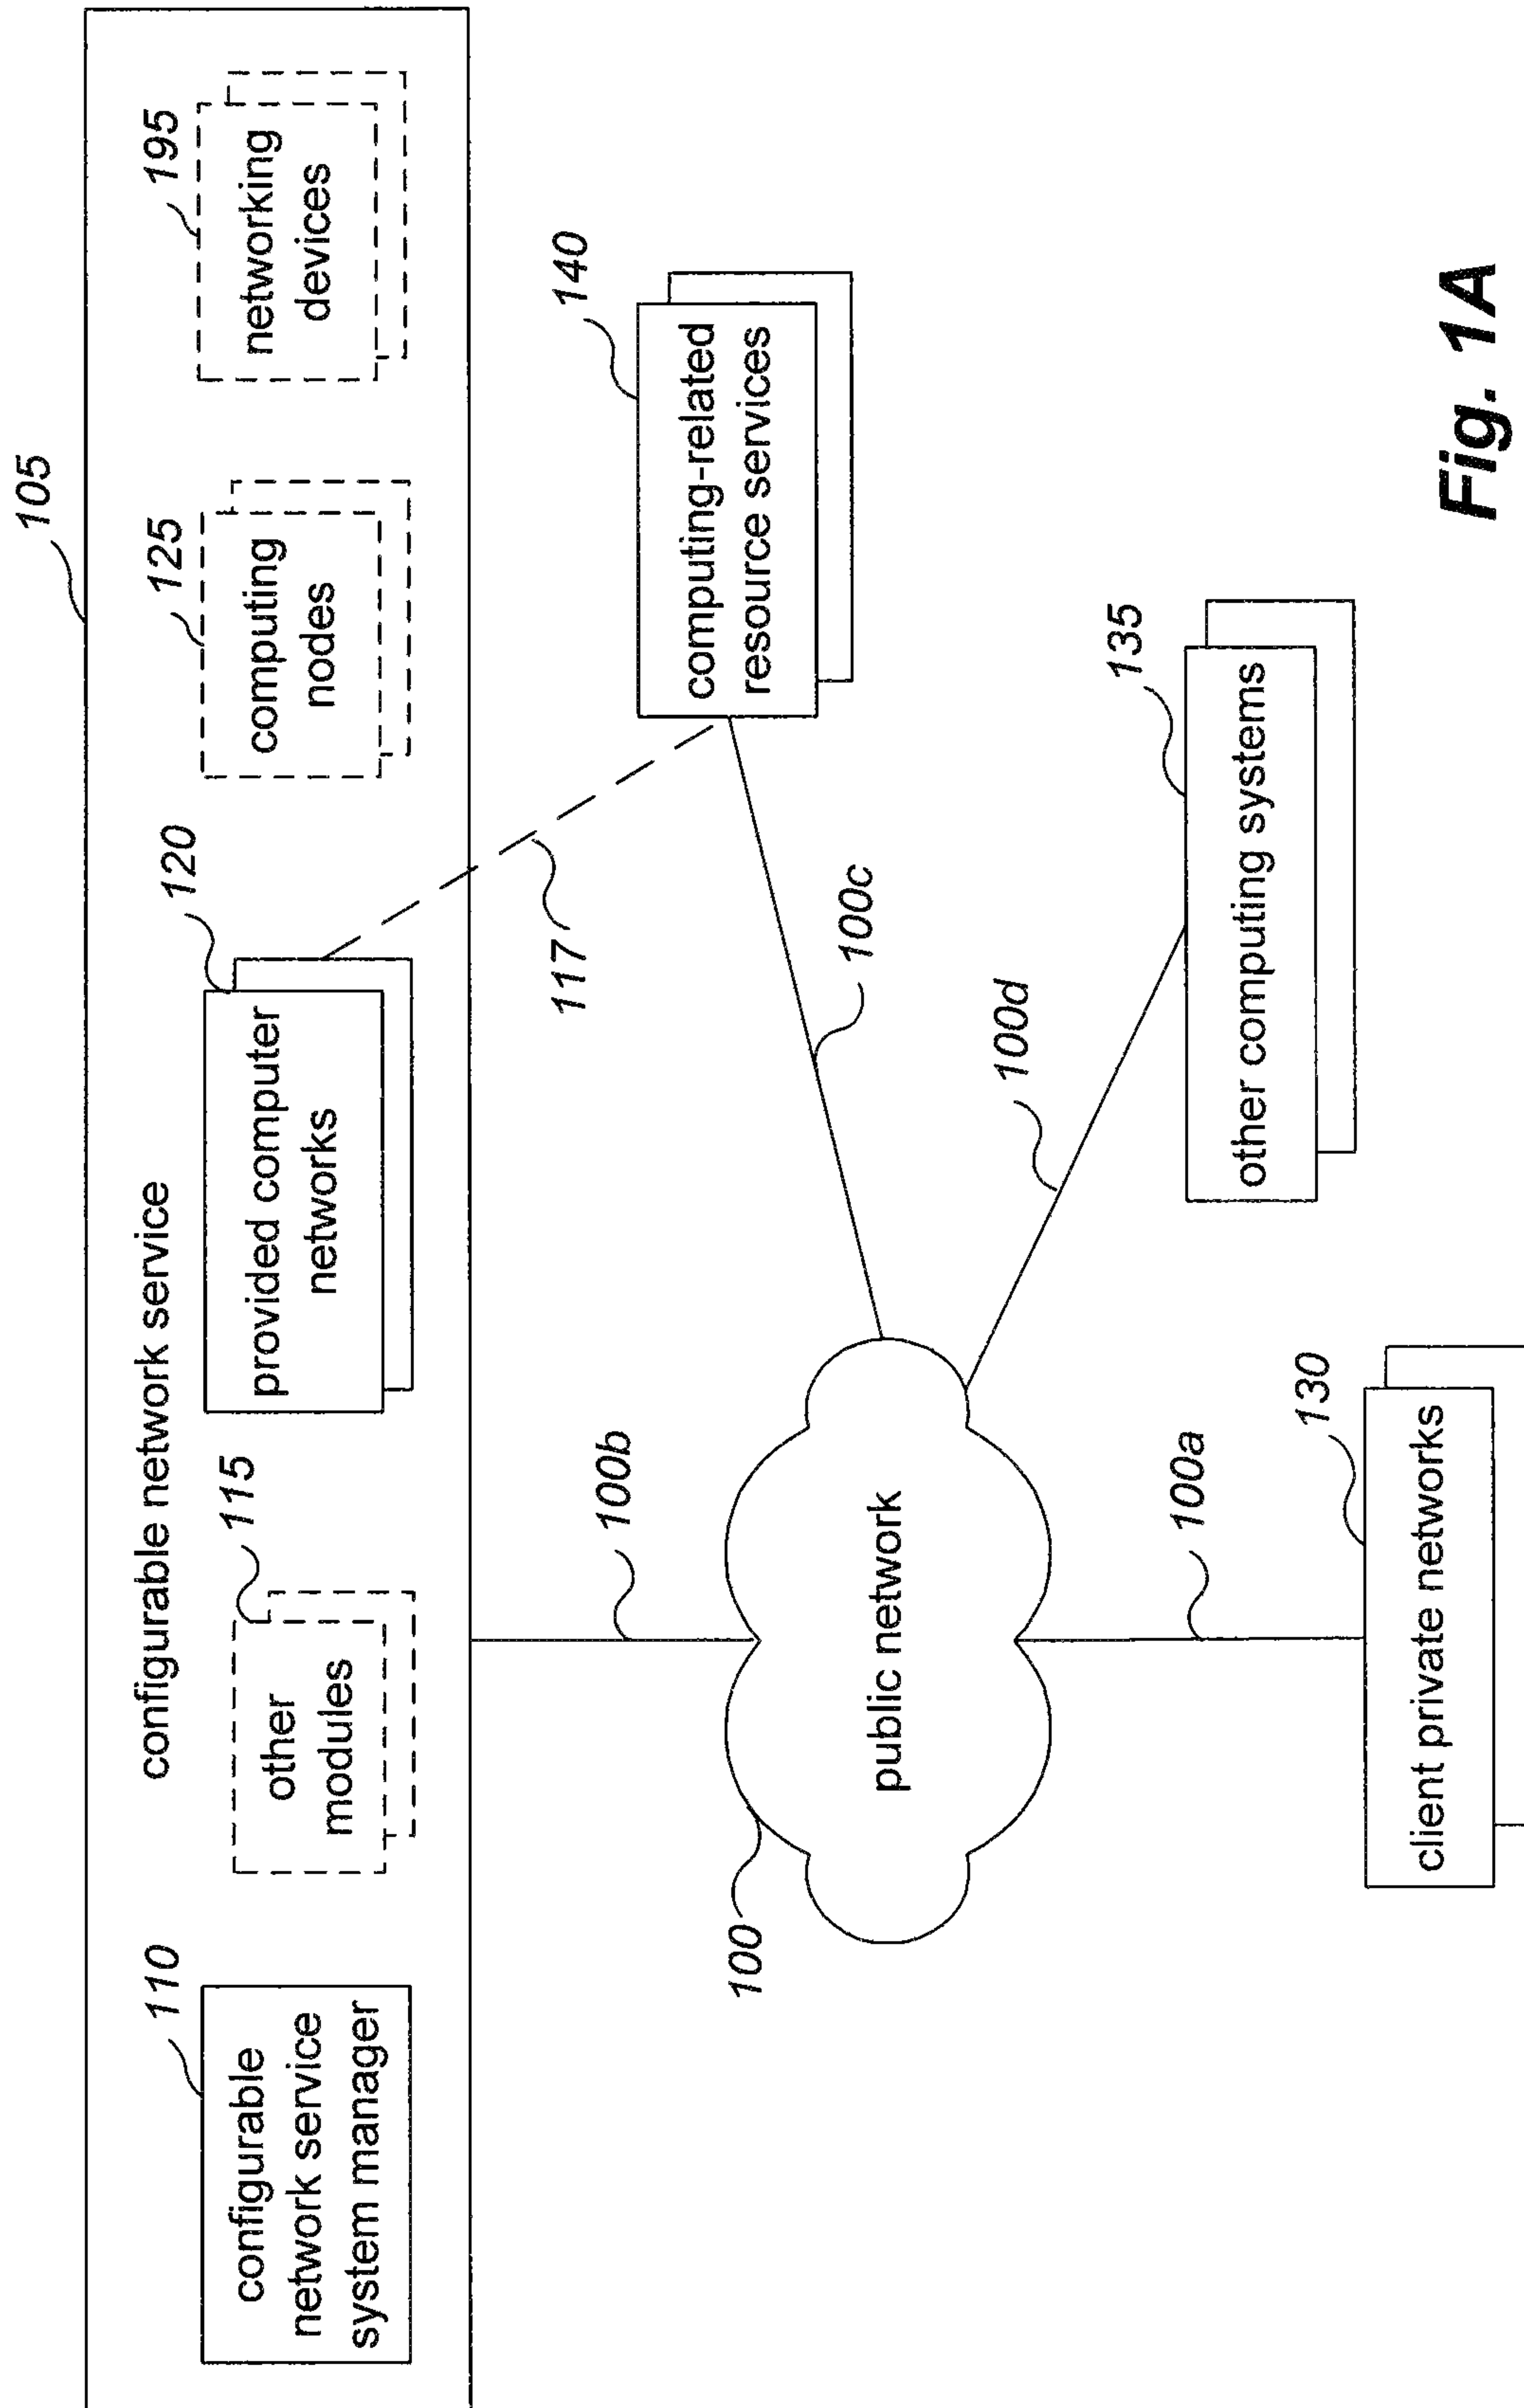 105
configurable network service
110
configurable
network service
system manager
115
other
modules
120
provided computer
networks
125
computing
nodes
195
networking
devices
117
100b
140
computing-related
resource services
100
public network
100c
100d
135
other computing systems
100a
130
client private networks
Fig. 1A